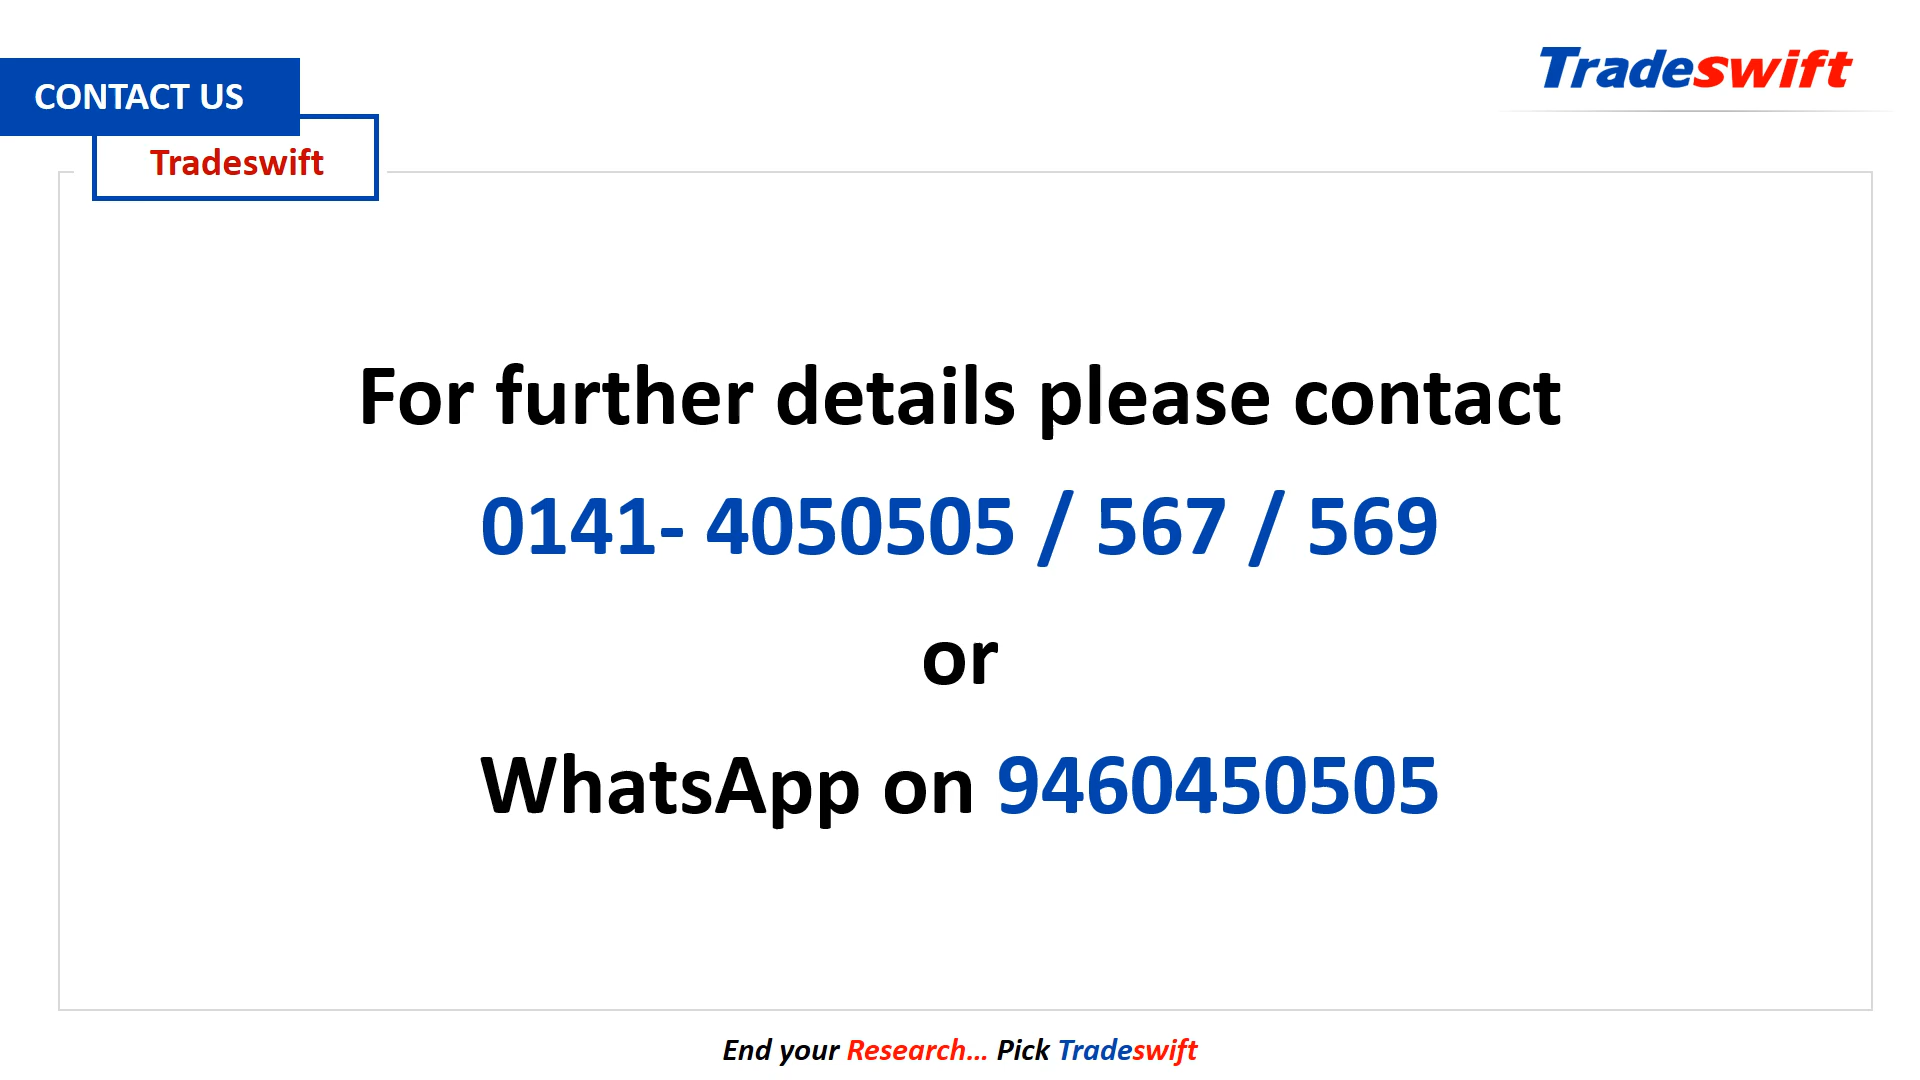 CONTACT US
Tradeswift
Tradeswift
For further details please contact
0141- 4050505 / 567 / 569
or
WhatsApp on 9460450505
End your Research... Pick Tradeswift